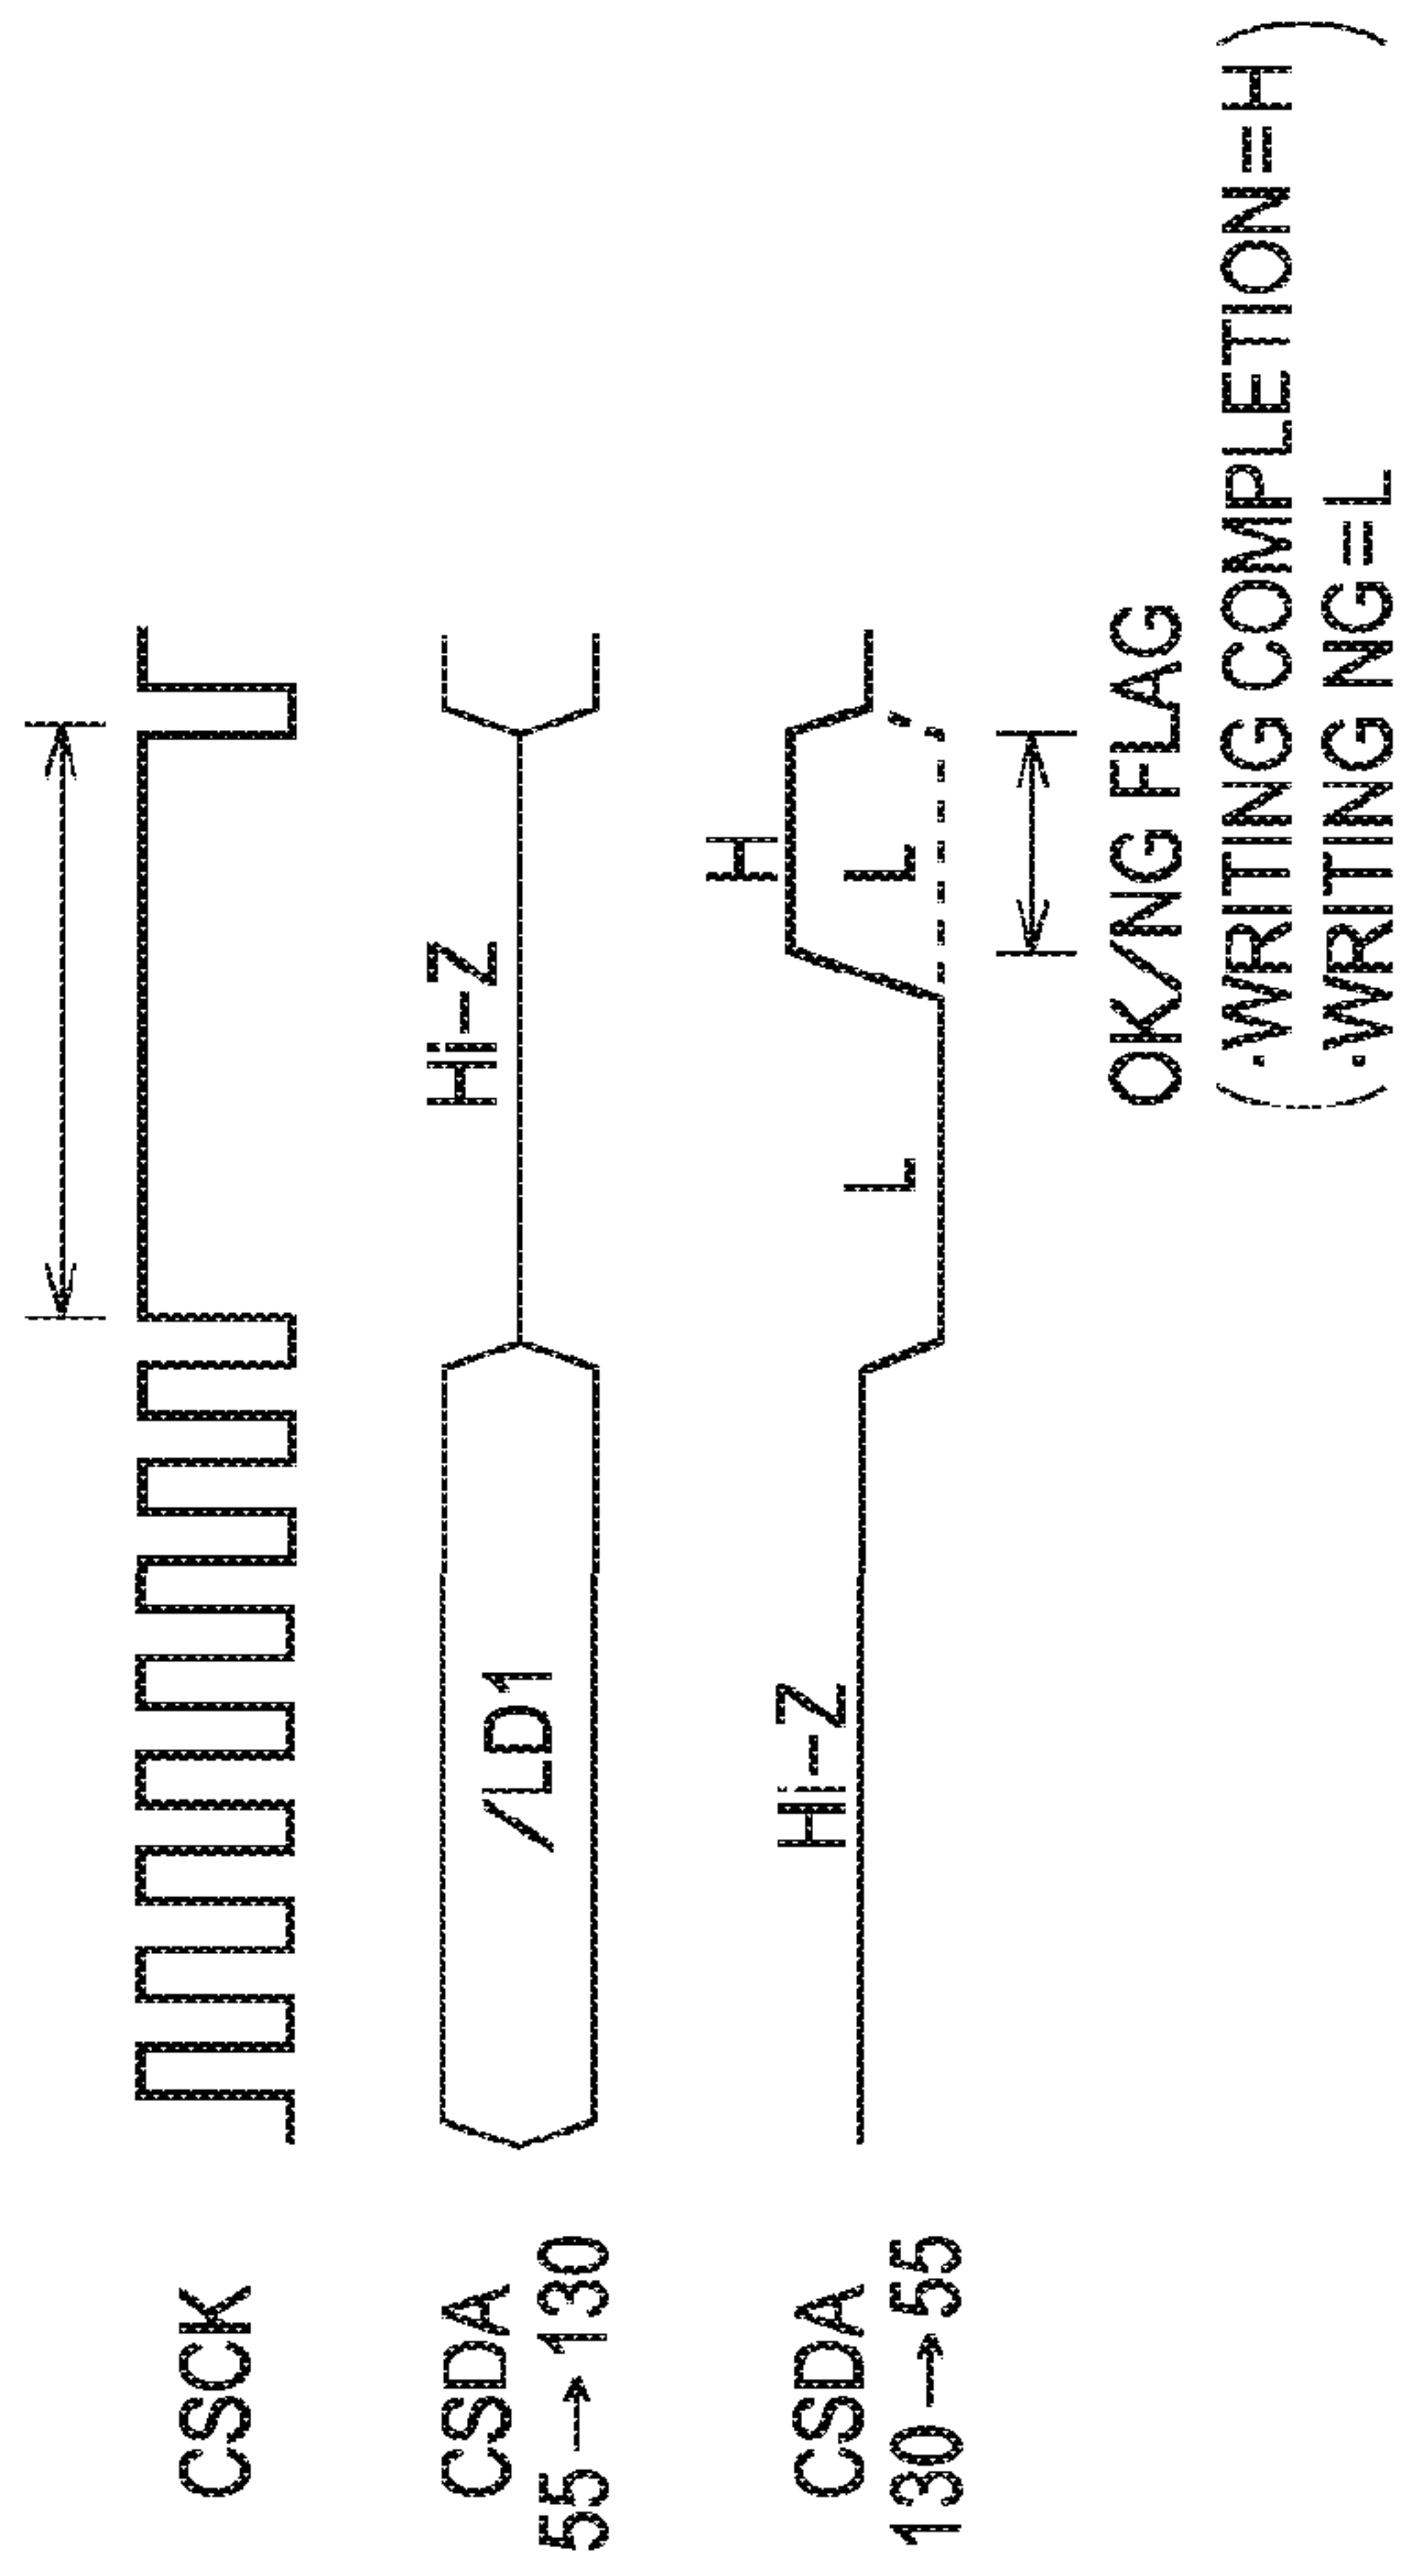 CSCK
CSDA
55→130
/LD1
Hi-Z
CSDA
130→55
Hi-Z
L
H
L
OK/NG FLAG
(·WRITING COMPLETION=H
·WRITING NG=L)